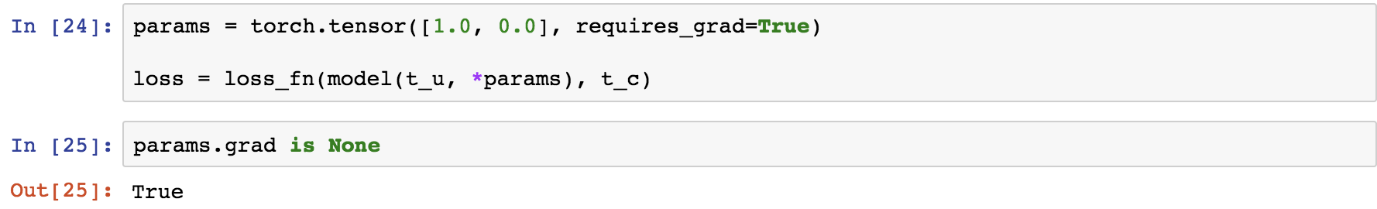 In [24]: params = torch.tensor([1.0, 0.0], requires_grad=True)
loss = loss_fn(model(t_u, *params), t_c)
In [25]: params.grad is None
Out[25]: True